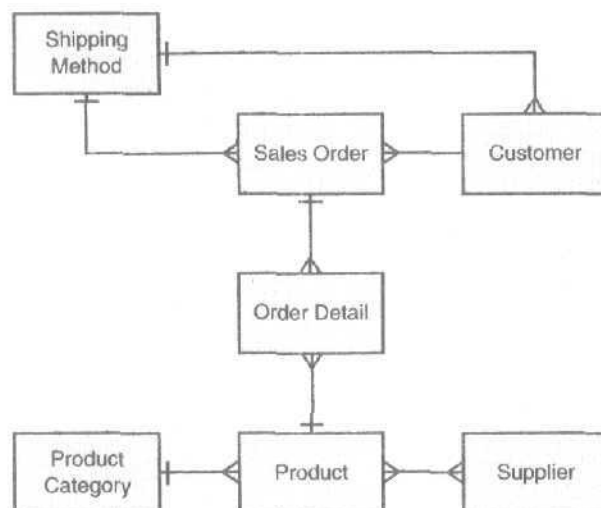 Shipping
Method
Sales Order
Customer
Order Detail
Product
Category
Product
Supplier